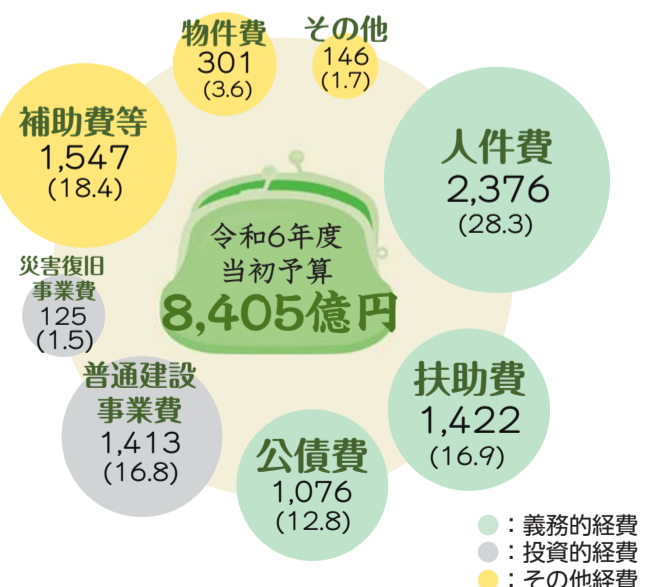 物件費
301
(3.6)
その他
146
(1.7)
人件費
2,376
(28.3)
補助費等
1,547
(18.4)
令和6年度
当初予算
8,405億円
災害復旧
事業費
125
(1.5)
扶助費
1,422
(16.9)
普通建設
事業費
1,413
(16.8)
公債費
1,076
(12.8)
：義務的経費
：投資的経費
：その他経費